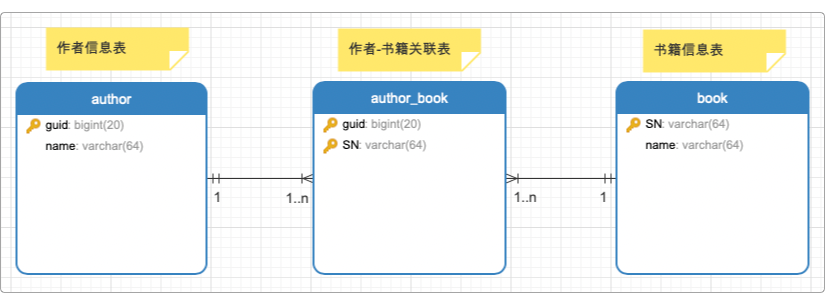 作者信息表
作者-书籍关联表
书籍信息表
author
guid: bigint(20)
name: varchar(64)
author_book
guid: bigint(20)
SN: varchar(64)
book
SN: varchar(64)
name: varchar(64)
1
1..n
1..n
1